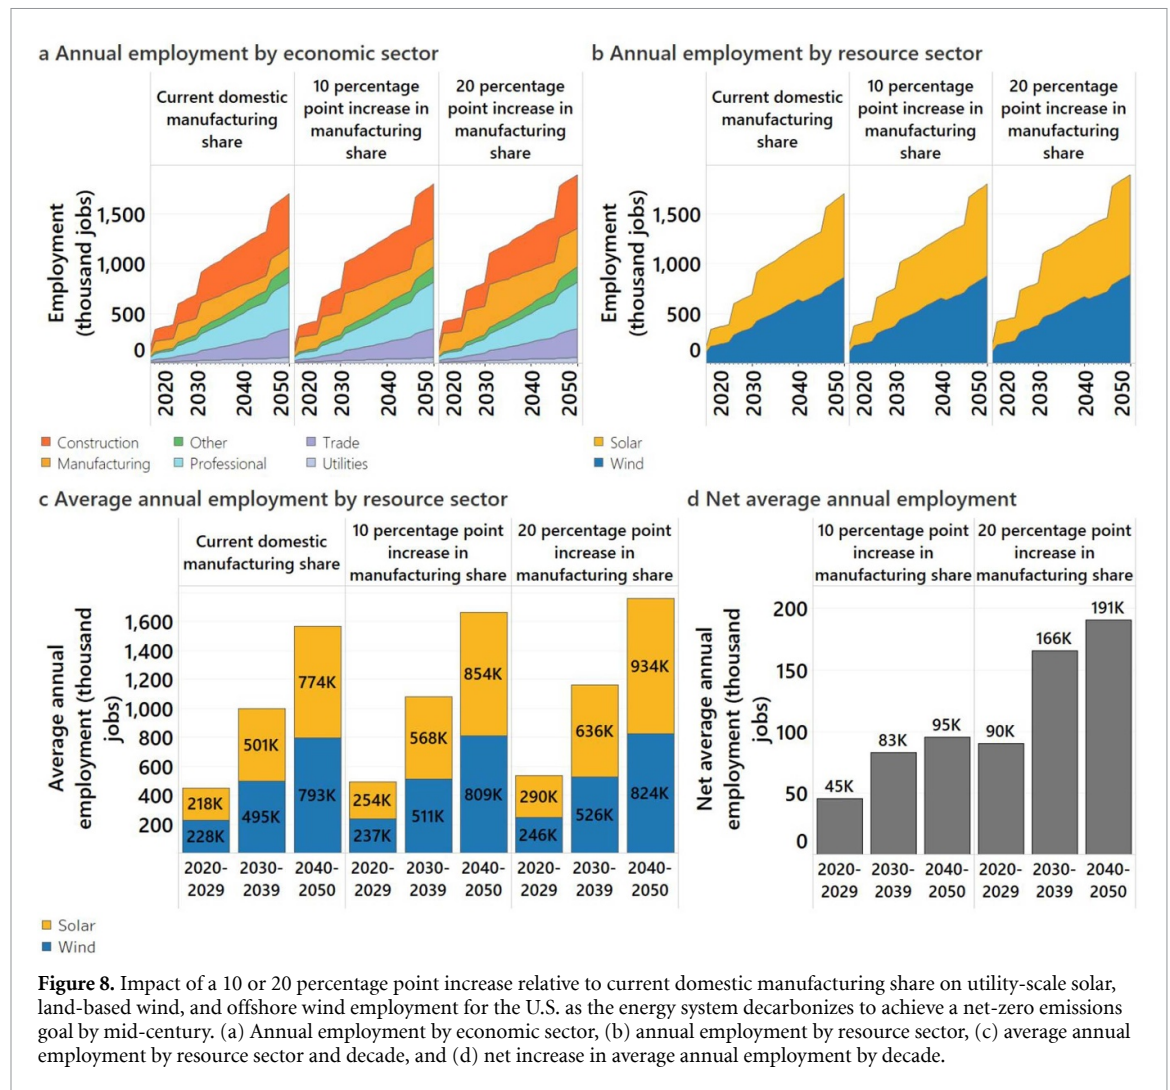 a Annual employment by economic sector
Current domestic
manufacturing
share
10 percentage
point increase in
manufacturing
share
20 percentage
point increase in
manufacturing
share
Employment
(thousand jobs)
1,500
1,000
500
0
2020
2030
2040
2050
2020
2030
2040
2050
2020
2030
2040
2050
Construction
Other
Trade
Manufacturing
Professional
Utilities
b Annual employment by resource sector
Current domestic
manufacturing
share
10 percentage
point increase in
manufacturing
share
20 percentage
point increase in
manufacturing
share
Employment
(thousand jobs)
1,500
1,000
500
0
2020
2030
2040
2050
2020
2030
2040
2050
2020
2030
2040
2050
Solar
Wind
c Average annual employment by resource sector
Current domestic
manufacturing share
10 percentage point
increase in
manufacturing share
20 percentage point
increase in
manufacturing share
Average annual
employment (thousand
jobs)
1,600
1,400
1,200
1,000
800
600
400
200
218K
228K
501K
495K
774K
793K
254K
237K
568K
511K
854K
809K
290K
246K
636K
526K
934K
824K
2020-
2029
2030-
2039
2040-
2050
2020-
2029
2030-
2039
2040-
2050
2020-
2029
2030-
2039
2040-
2050
Solar
Wind
d Net average annual employment
10 percentage point
increase in
manufacturing share
20 percentage point
increase in
manufacturing share
Net average annual
employment (thousand
jobs)
200
150
100
50
0
45K
83K
95K
90K
166K
191K
2020-
2029
2030-
2039
2040-
2050
2020-
2029
2030-
2039
2040-
2050
Figure 8. Impact of a 10 or 20 percentage point increase relative to current domestic manufacturing share on utility-scale solar,
land-based wind, and offshore wind employment for the U.S. as the energy system decarbonizes to achieve a net-zero emissions
goal by mid-century. (a) Annual employment by economic sector, (b) annual employment by resource sector, (c) average annual
employment by resource sector and decade, and (d) net increase in average annual employment by decade.